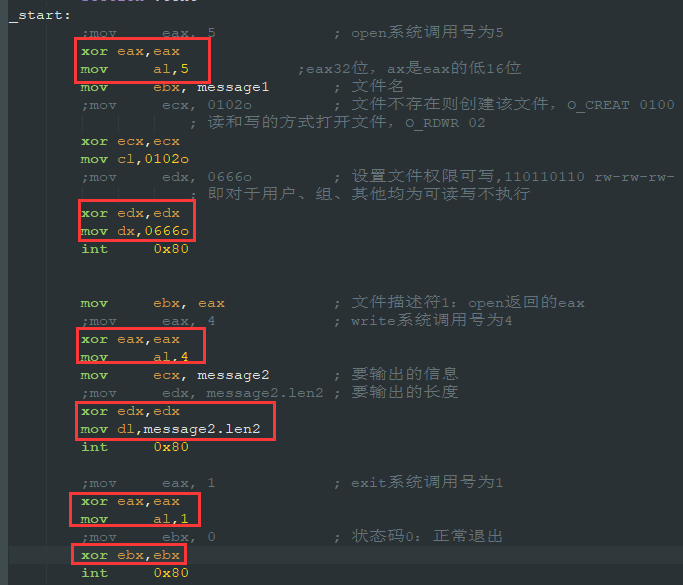 _start:
;mov eax, 5 ; open系统调用号为5
xor eax,eax
mov al,5 ;eax32位，ax是eax的低16位
mov ebx, message1 ; 文件名
;mov ecx, 0102o ; 文件不存在则创建该文件，O_CREAT 0100
; 读和写的方式打开文件，O_RDWR 02
xor ecx,ecx
mov cl,0102o
;mov edx, 0666o ; 设置文件权限可写,110110110 rw-rw-rw-
; 即对于用户、组、其他均为可读写不执行
xor edx,edx
mov dx,0666o
int 0x80
mov ebx, eax ; 文件描述符1：open返回的eax
;mov eax, 4 ; write系统调用号为4
xor eax,eax
mov al,4
mov ecx, message2 ; 要输出的信息
;mov edx, message2.len2 ; 要输出的长度
xor edx,edx
mov dl,message2.len2
int 0x80
;mov eax, 1 ; exit系统调用号为1
xor eax,eax
mov al,1
;mov ebx, 0 ; 状态码0：正常退出
xor ebx,ebx
int 0x80